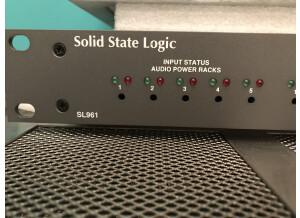 Solid State Logic
INPUT STATUS
AUDIO POWER RACKS
1 2 3 4 5
SL961